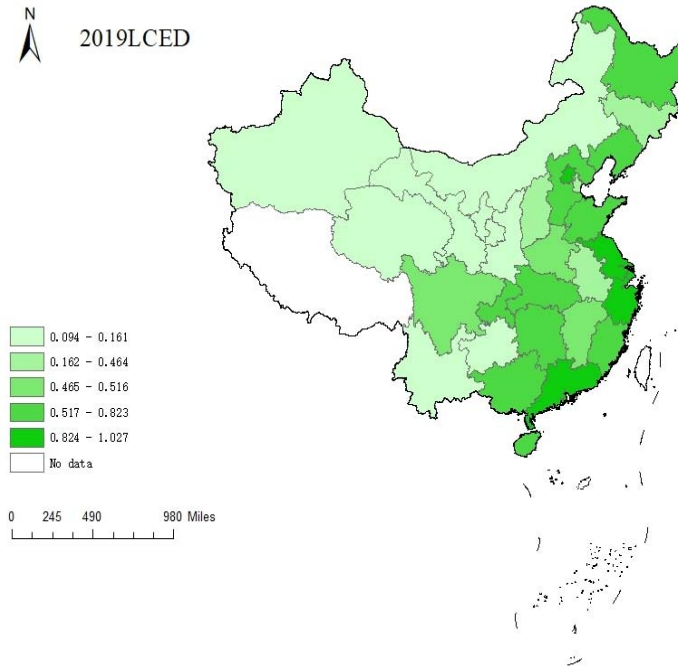 N
2019LCED
0.094 - 0.161
0.162 - 0.464
0.465 - 0.516
0.517 - 0.823
0.824 - 1.027
No data
0 245 490 980 Miles